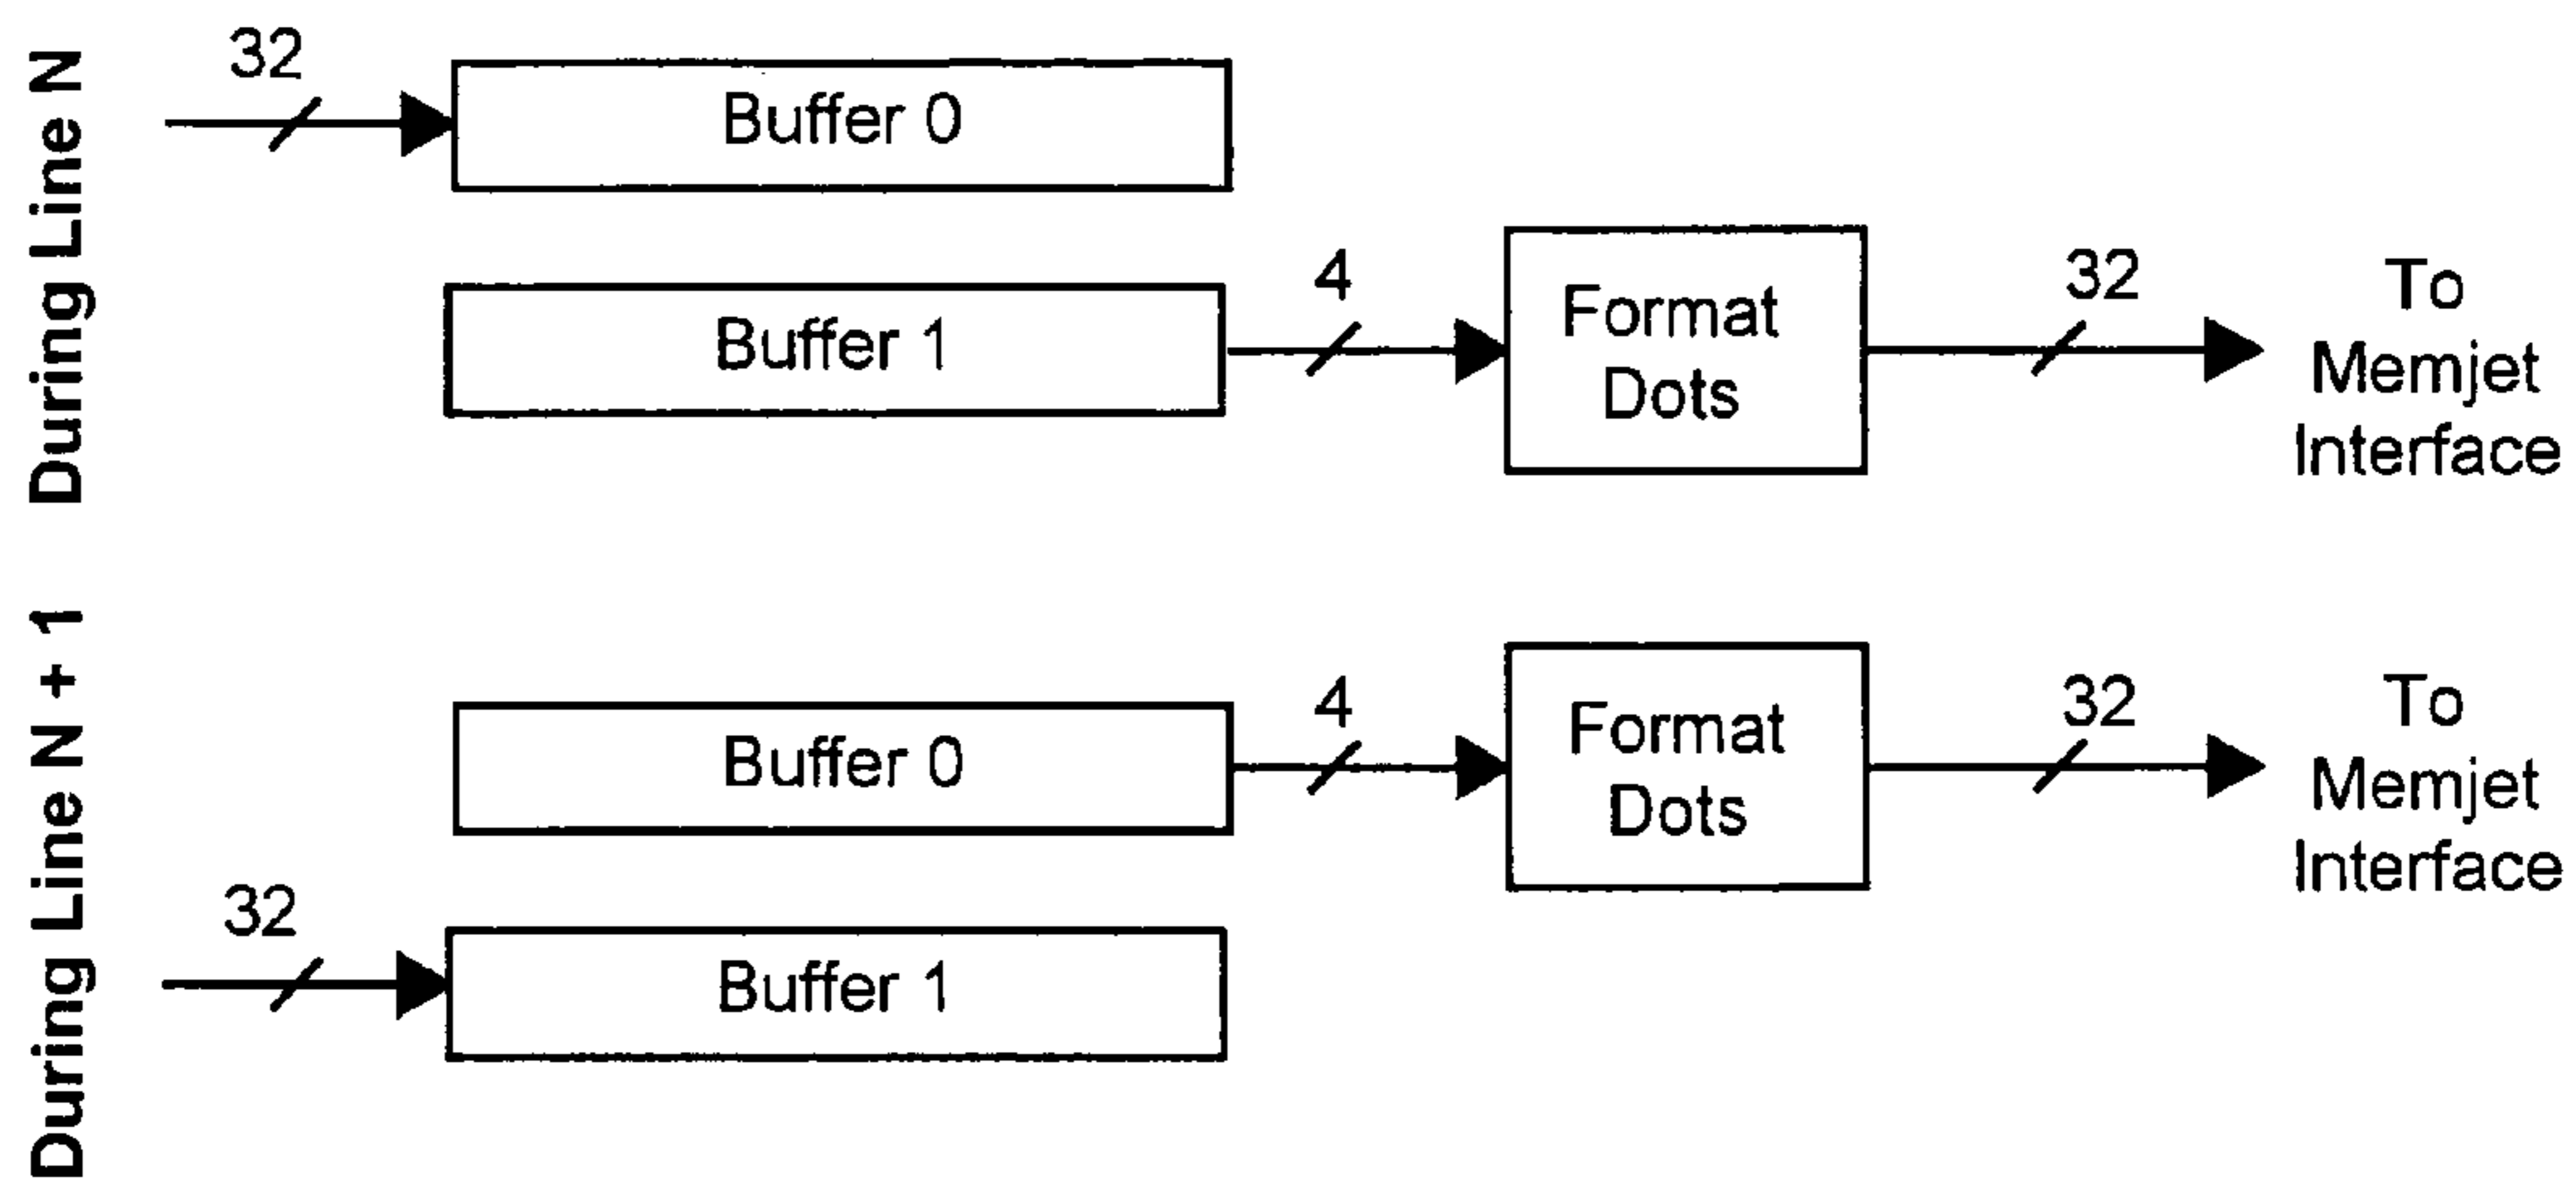 During Line N
32
Buffer 0
Buffer 1
4
Format
Dots
32
To
Memjet
Interface
During Line N + 1
Buffer 0
4
Format
Dots
32
To
Memjet
Interface
32
Buffer 1